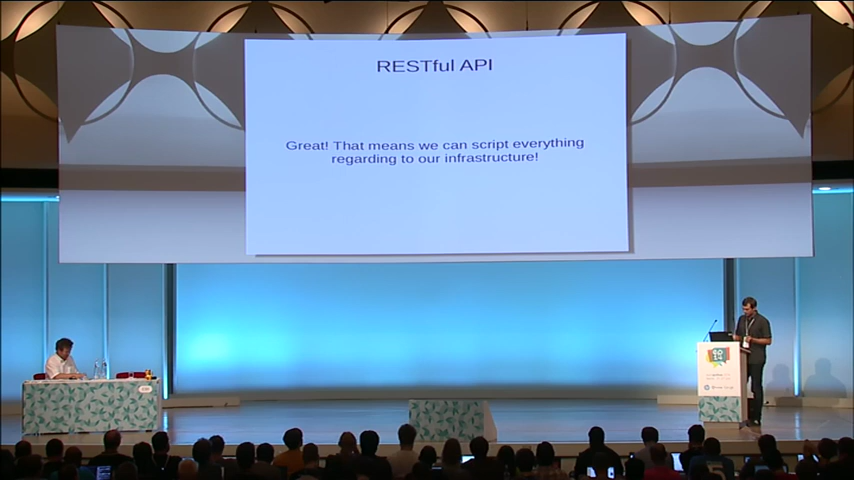 RESTful API
Great! That means we can script everything
regarding to our infrastructure!